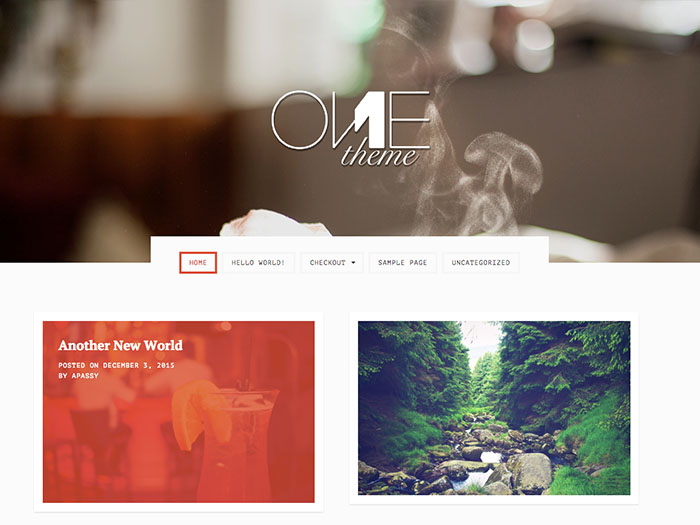 ONE
theme
HOME
HELLO WORLD!
CHECKOUT
SAMPLE PAGE
UNCATEGORIZED
Another New World
POSTED ON DECEMBER 3, 2015
BY APASSY